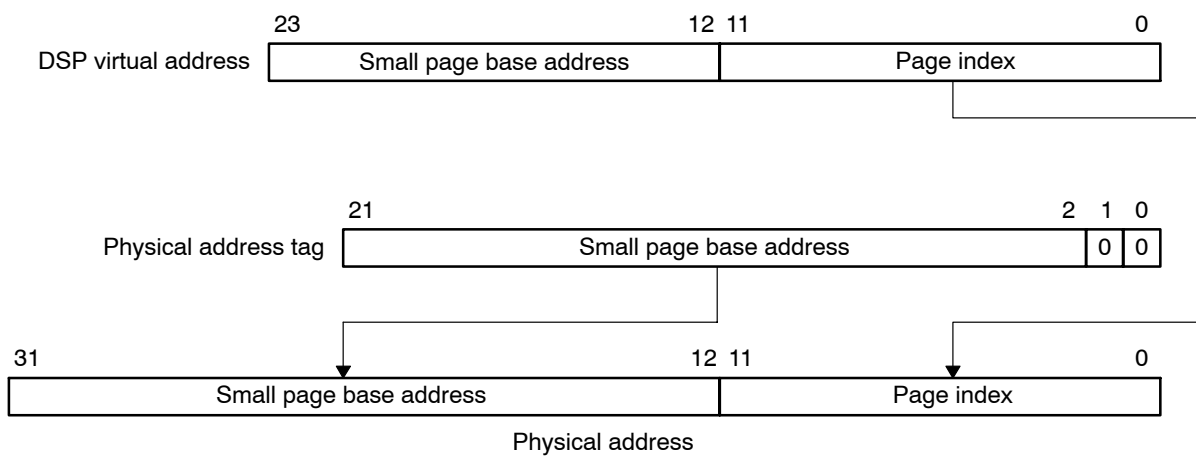 23 12 11 0
DSP virtual address Small page base address Page index
21 2 1 0
Physical address tag Small page base address 0 0
31 12 11 0
Small page base address Page index
Physical address